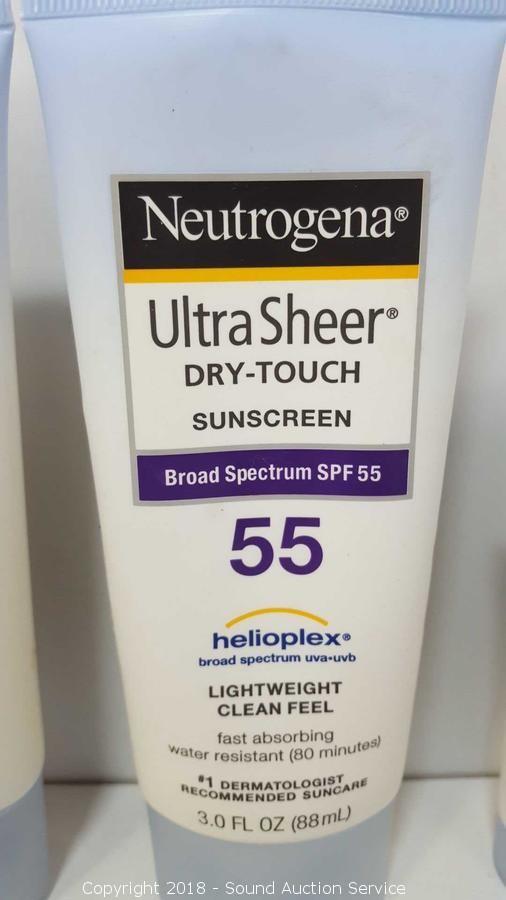 Neutrogena®
Ultra Sheer®
DRY-TOUCH
SUNSCREEN
Broad Spectrum SPF 55
55
helioplex®
broad spectrum uva•uvb
LIGHTWEIGHT
CLEAN FEEL
fast absorbing
water resistant (80 minutes)
#1 DERMATOLOGIST
RECOMMENDED SUNCARE
3.0 FL OZ (88mL)
Copyright 2018 - Sound Auction Service